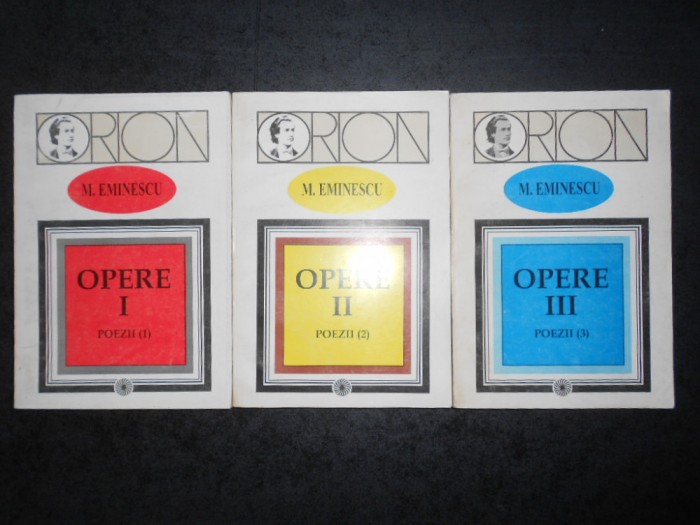 ORION
M. EMINESCU
OPERE
I
POEZII (1)
ORION
M. EMINESCU
OPERE
II
POEZII (2)
ORION
M. EMINESCU
OPERE
III
POEZII (3)